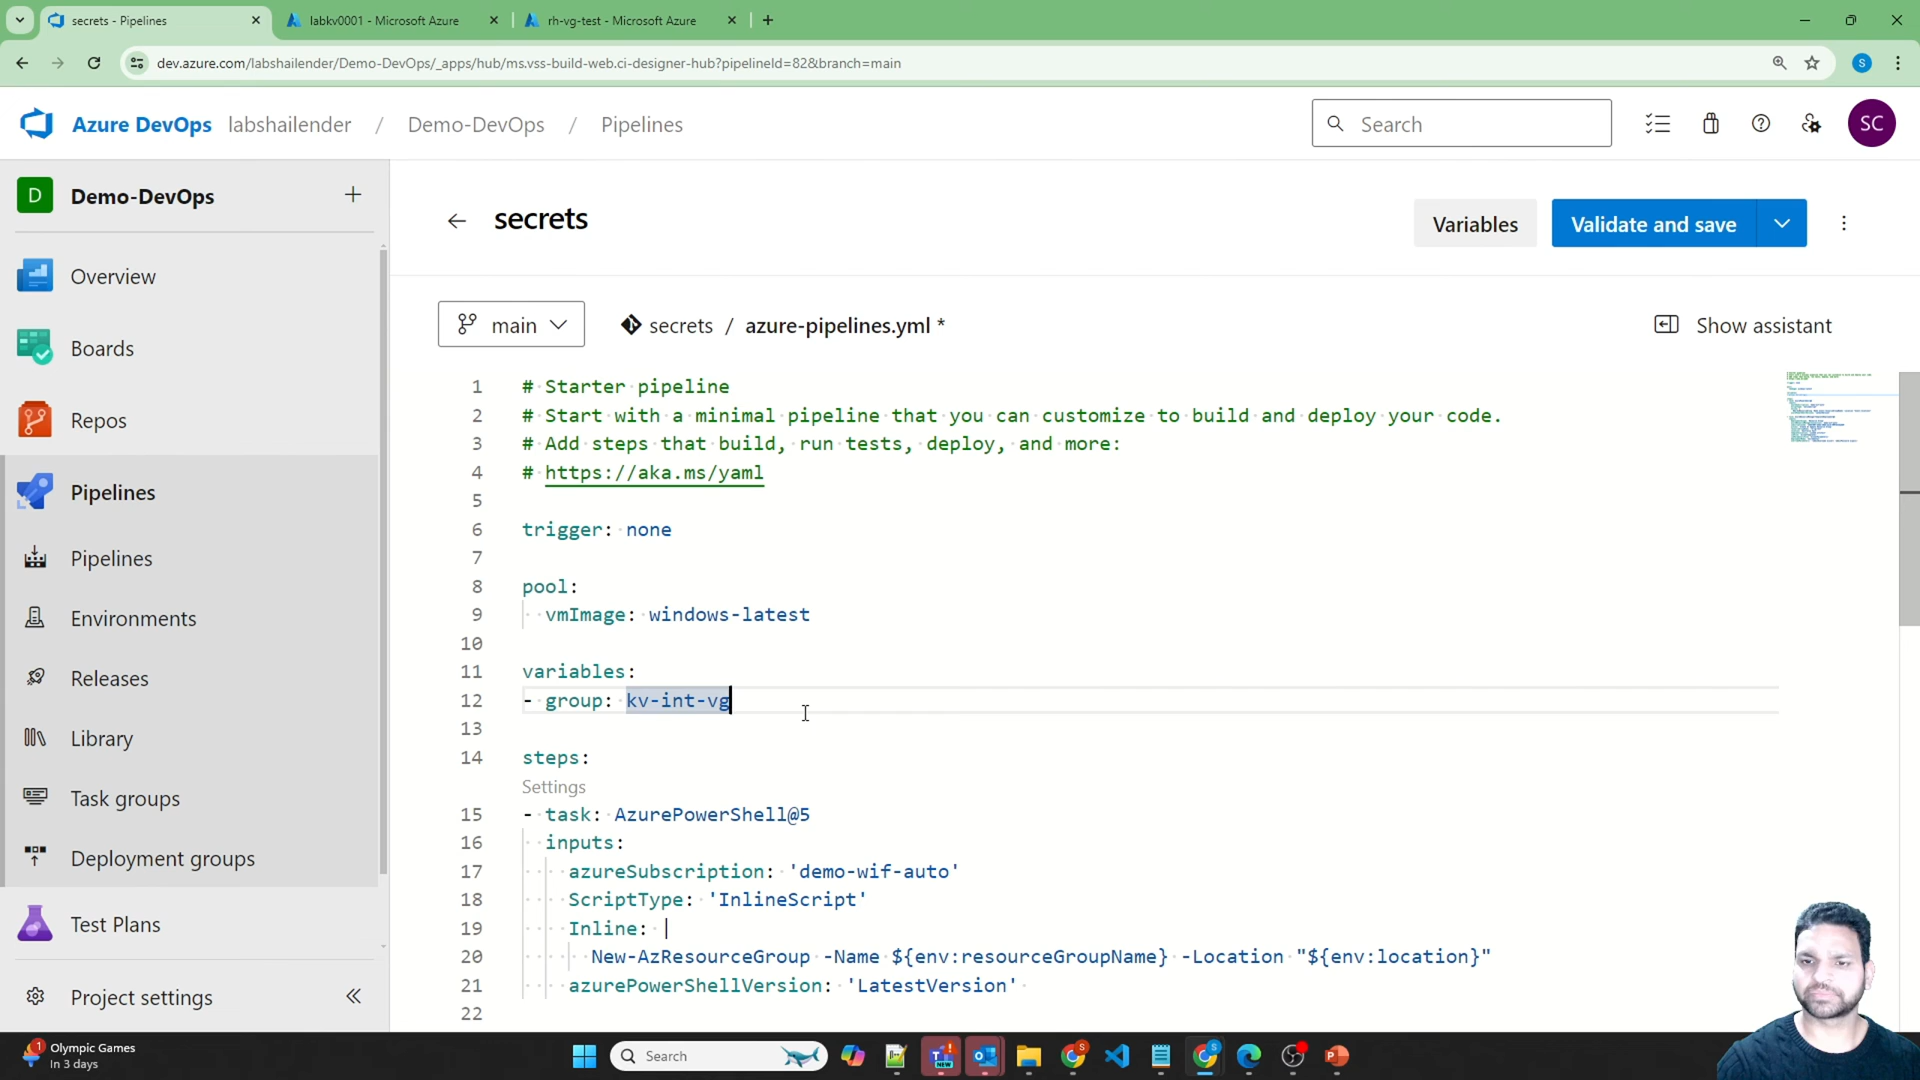 secrets - Pipelines
labkv0001 - Microsoft Azure
rh-vg-test - Microsoft Azure
dev.azure.com/labshailender/Demo-DevOps/_apps/hub/ms.vss-build-web.ci-designer-hub?pipelineId=82&branch=main
S
Azure DevOps labshailender / Demo-DevOps / Pipelines
Search
SC
D Demo-DevOps
Overview
Boards
Repos
Pipelines
Pipelines
Environments
Releases
Library
Task groups
Deployment groups
Test Plans
Project settings
secrets
Variables
Validate and save
main
secrets / azure-pipelines.yml *
Show assistant
1 # Starter pipeline
2 # Start with a minimal pipeline that you can customize to build and deploy your code.
3 # Add steps that build, run tests, deploy, and more:
4 # https://aka.ms/yaml
5
6 trigger: none
7
8 pool:
9 vmImage: windows-latest
10
11 variables:
12 - group: kv-int-vg
13
14 steps:
Settings
15 - task: AzurePowerShell@5
16 inputs:
17 azureSubscription: 'demo-wif-auto'
18 ScriptType: 'InlineScript'
19 Inline: |
20 New-AzResourceGroup -Name ${env:resourceGroupName} -Location "${env:location}"
21 azurePowerShellVersion: 'LatestVersion'
22
1
Olympic Games
In 3 days
Search
NEW